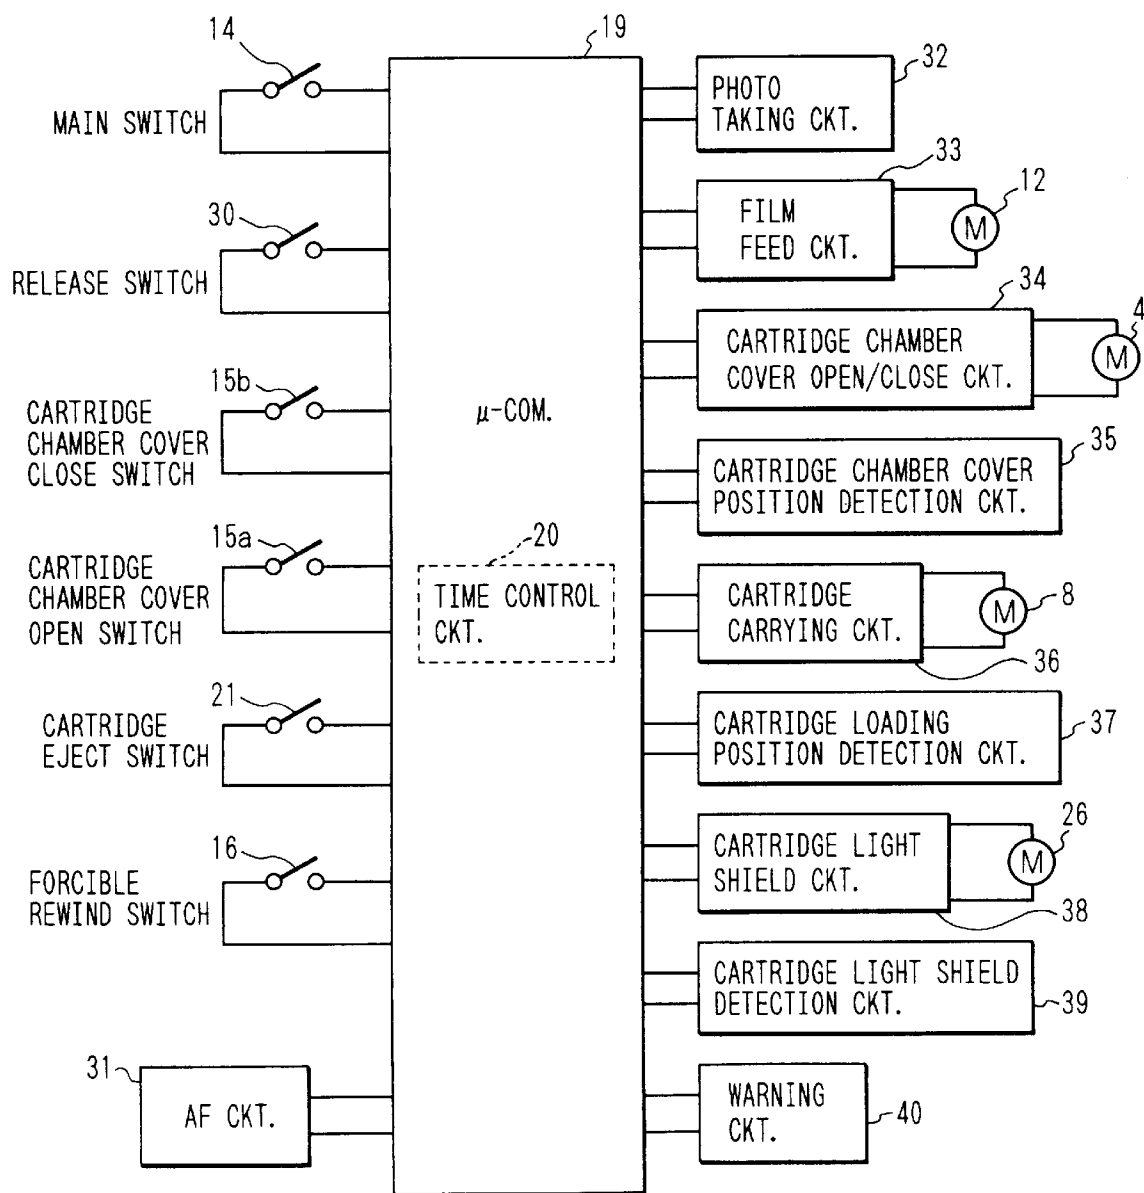 14
MAIN SWITCH
30
RELEASE SWITCH
15b
CARTRIDGE
CHAMBER COVER
CLOSE SWITCH
15a
CARTRIDGE
CHAMBER COVER
OPEN SWITCH
21
CARTRIDGE
EJECT SWITCH
16
FORCIBLE
REWIND SWITCH
31
AF CKT.
19
μ-COM.
20
TIME CONTROL
CKT.
32
PHOTO
TAKING CKT.
33
FILM
FEED CKT.
12
M
34
CARTRIDGE CHAMBER
COVER OPEN/CLOSE CKT.
4
M
35
CARTRIDGE CHAMBER COVER
POSITION DETECTION CKT.
CARTRIDGE
CARRYING CKT.
M
8
36
CARTRIDGE LOADING
POSITION DETECTION CKT.
37
CARTRIDGE LIGHT
SHIELD CKT.
26
M
38
CARTRIDGE LIGHT SHIELD
DETECTION CKT.
39
WARNING
CKT.
40